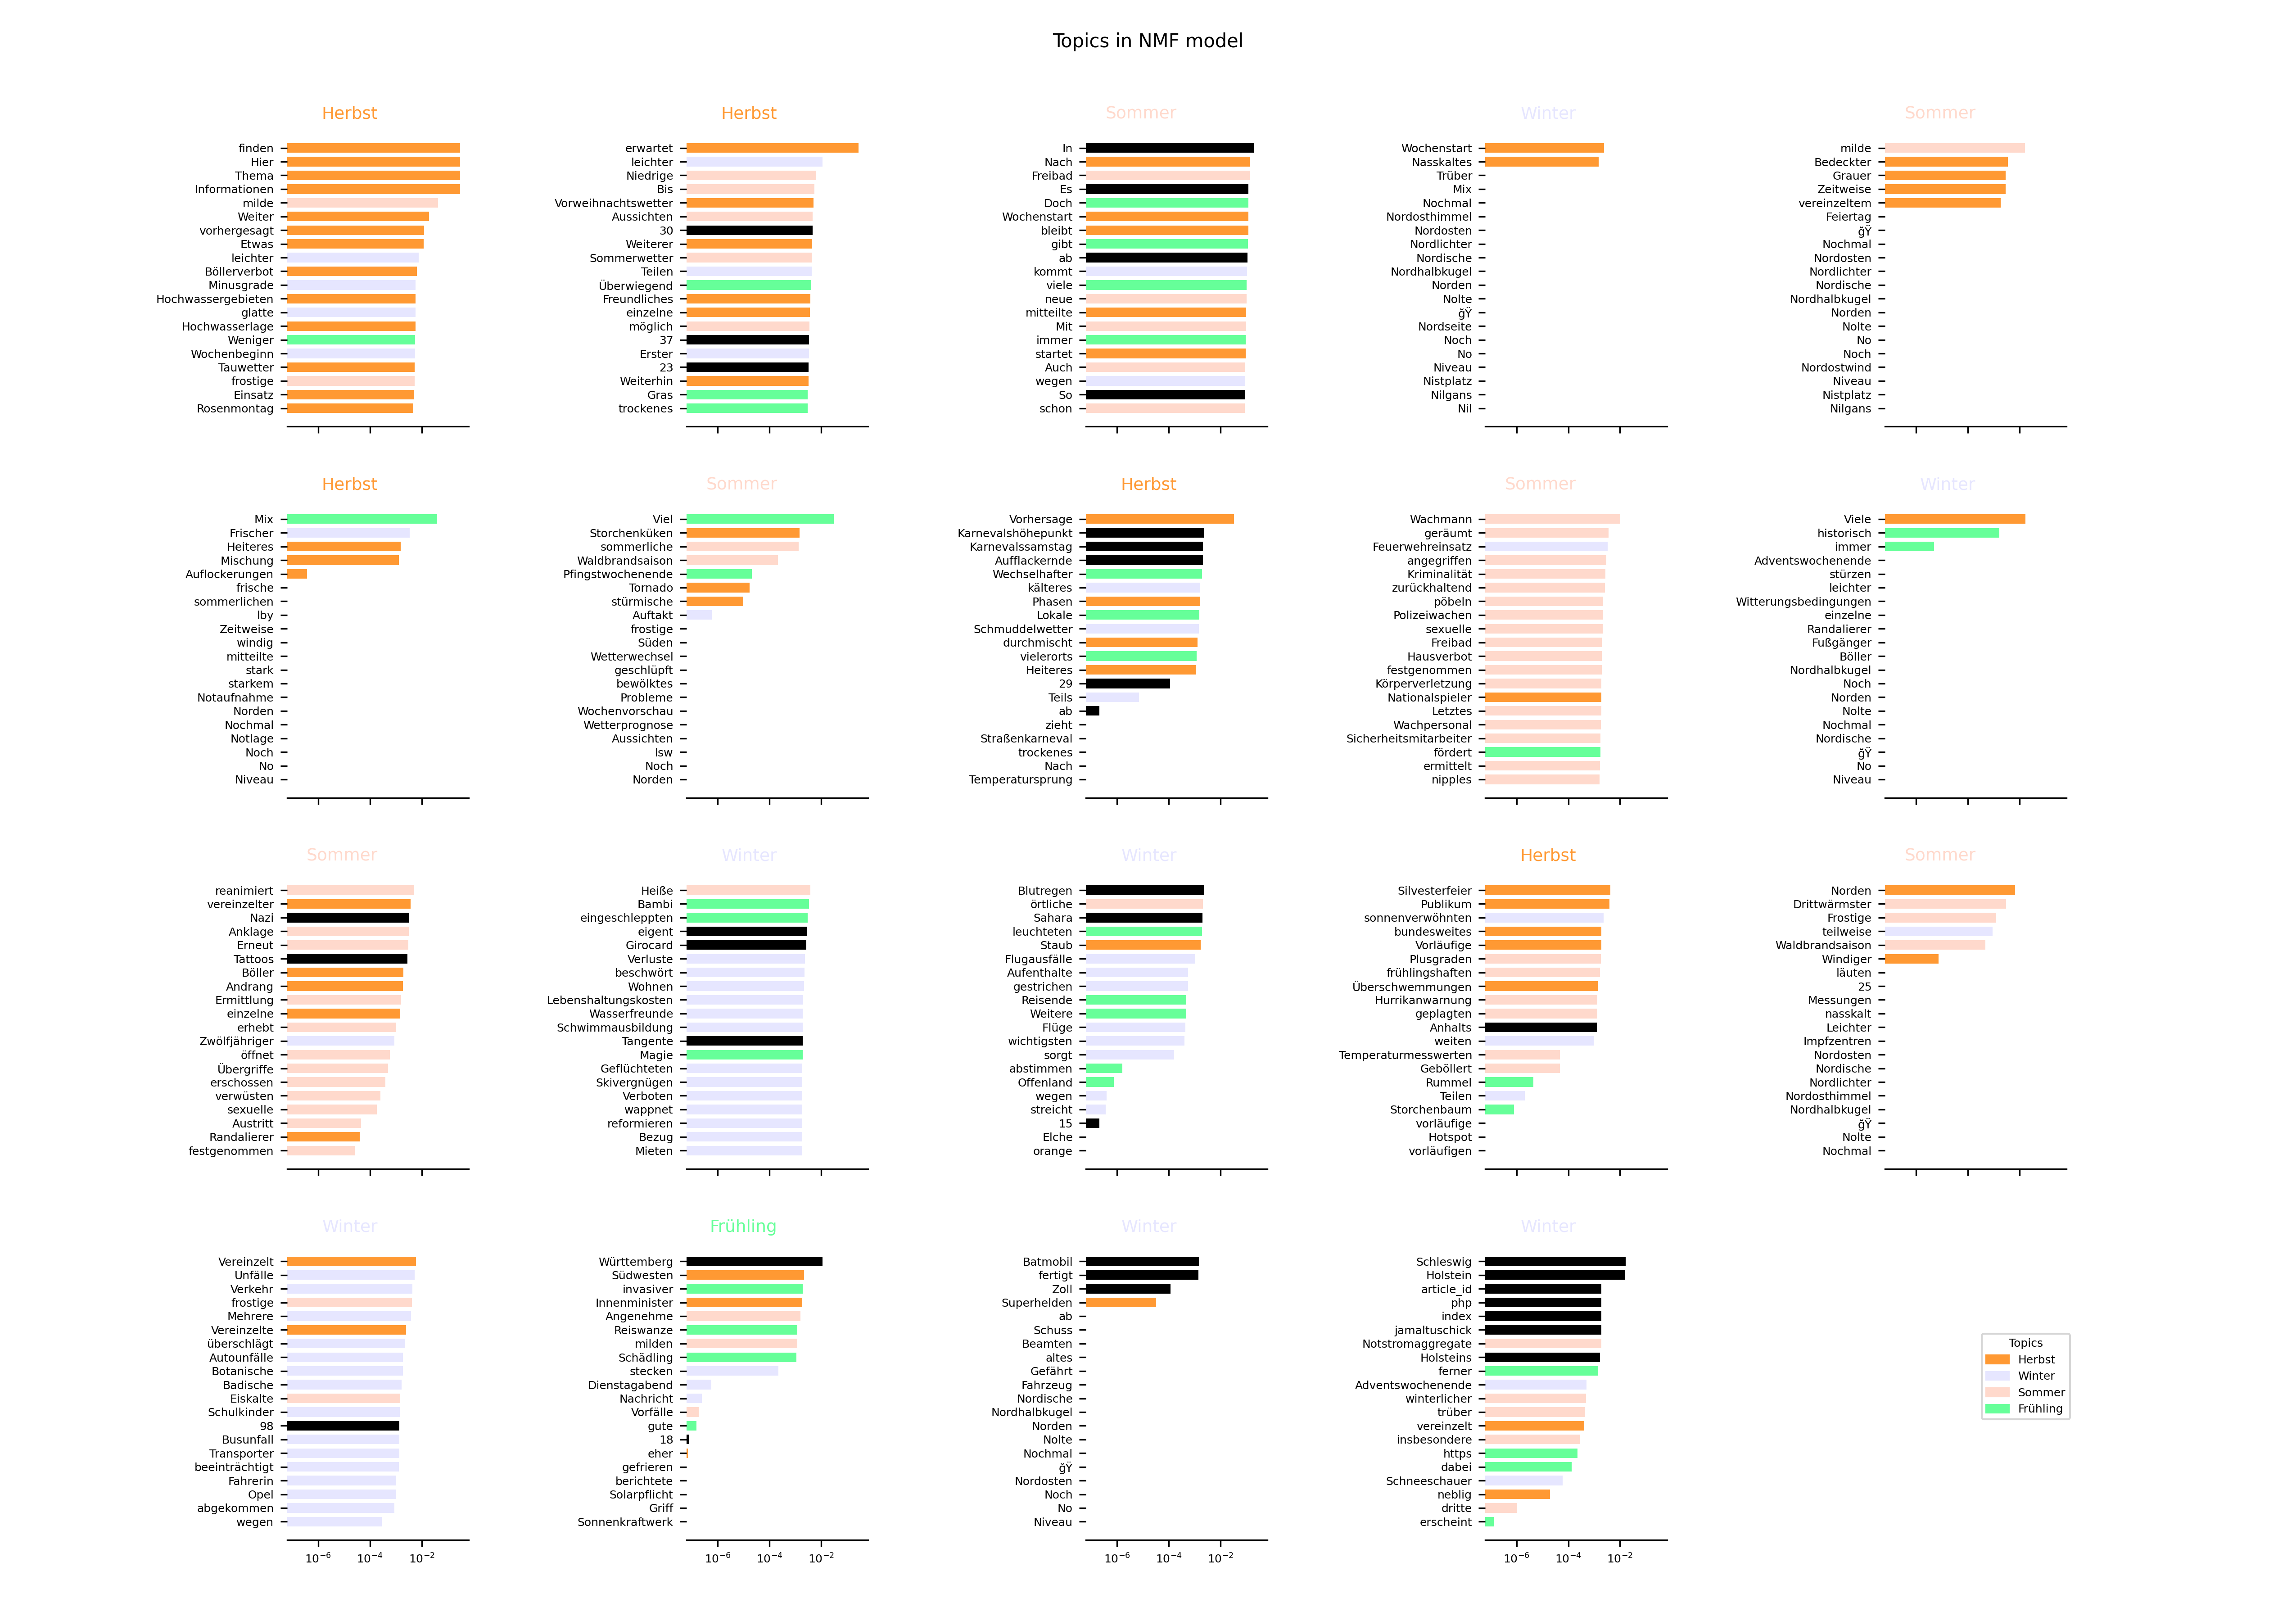 Topics in NMF model
Herbst
finden
Hier
Thema
Informationen
milde
Weiter
vorhergesagt
Etwas
leichter
Böllerverbot
Minusgrade
Hochwassergebieten
glatte
Hochwasserlage
Weniger
Wochenbeginn
Tauwetter
frostige
Einsatz
Rosenmontag
Herbst
erwartet
leichter
Niedrige
Bis
Vorweihnachtswetter
Aussichten
30
Weiterer
Sommerwetter
Teilen
Überwiegend
Freundliches
einzelne
möglich
37
Erster
23
Weiterhin
Gras
trockenes
Sommer
In
Nach
Freibad
Es
Doch
Wochenstart
bleibt
gibt
ab
kommt
viele
neue
mitteilte
Mit
immer
startet
Auch
wegen
So
schon
Winter
Wochenstart
Nasskaltes
Trüber
Mix
Nochmal
Nordosthimmel
Nordosten
Nordlichter
Nordische
Nordhalbkugel
Norden
Nolte
ğŸ
Nordseite
Noch
No
Niveau
Nistplatz
Nilgans
Nil
Sommer
milde
Bedeckter
Grauer
Zeitweise
vereinzeltem
Feiertag
ğŸ
Nochmal
Nordosten
Nordlichter
Nordische
Nordhalbkugel
Norden
Nolte
No
Noch
Nordostwind
Niveau
Nistplatz
Nilgans
Herbst
Mix
Frischer
Heiteres
Mischung
Auflockerungen
frische
sommerlichen
lby
Zeitweise
windig
mitteilte
stark
starkem
Notaufnahme
Norden
Nochmal
Notlage
Noch
No
Niveau
Sommer
Viel
Storchenküken
sommerliche
Waldbrandsaison
Pfingstwochenende
Tornado
stürmische
Auftakt
frostige
Süden
Wetterwechsel
geschlüpft
bewölktes
Probleme
Wochenvorschau
Wetterprognose
Aussichten
lsw
Noch
Norden
Herbst
Vorhersage
Karnevalshöhepunkt
Karnevalssamstag
Aufflackernde
Wechselhafter
kälteres
Phasen
Lokale
Schmuddelwetter
durchmischt
vielerorts
Heiteres
29
Teils
ab
zieht
Straßenkarneval
trockenes
Nach
Temperatursprung
Sommer
Wachmann
geräumt
Feuerwehreinsatz
angegriffen
Kriminalität
zurückhaltend
pöbeln
Polizeiwachen
sexuelle
Freibad
Hausverbot
festgenommen
Körperverletzung
Nationalspieler
Letztes
Wachpersonal
Sicherheitsmitarbeiter
fördert
ermittelt
nipples
Winter
Viele
historisch
immer
Adventswochenende
stürzen
leichter
Witterungsbedingungen
einzelne
Randalierer
Fußgänger
Böller
Nordhalbkugel
Noch
Norden
Nolte
Nochmal
Nordische
ğŸ
No
Niveau
Sommer
reanimiert
vereinzelter
Nazi
Anklage
Erneut
Tattoos
Böller
Andrang
Ermittlung
einzelne
erhebt
Zwölfjähriger
öffnet
Übergriffe
erschossen
verwüsten
sexuelle
Austritt
Randalierer
festgenommen
Winter
Heiße
Bambi
eingeschleppten
eigent
Girocard
Verluste
beschwört
Wohnen
Lebenshaltungskosten
Wasserfreunde
Schwimmausbildung
Tangente
Magie
Geflüchteten
Skivergnügen
Verboten
wappnet
reformieren
Bezug
Mieten
Winter
Blutregen
örtliche
Sahara
leuchteten
Staub
Flugausfälle
Aufenthalte
gestrichen
Reisende
Weitere
Flüge
wichtigsten
sorgt
abstimmen
Offenland
wegen
streicht
15
Elche
orange
Herbst
Silvesterfeier
Publikum
sonnenverwöhnten
bundesweites
Vorläufige
Plusgraden
frühlingshaften
Überschwemmungen
Hurrikanwarnung
geplagten
Anhalts
weiten
Temperaturmesswerten
Geböllert
Rummel
Teilen
Storchenbaum
vorläufige
Hotspot
vorläufigen
Sommer
Norden
Drittwärmster
Frostige
teilweise
Waldbrandsaison
Windiger
läuten
25
Messungen
nasskalt
Leichter
Impfzentren
Nordosten
Nordische
Nordlichter
Nordosthimmel
Nordhalbkugel
ğŸ
Nolte
Nochmal
Winter
Vereinzelt
Unfälle
Verkehr
frostige
Mehrere
Vereinzelte
überschlägt
Autounfälle
Botanische
Badische
Eiskalte
Schulkinder
98
Busunfall
Transporter
beeinträchtigt
Fahrerin
Opel
abgekommen
wegen
10⁻⁶ 10⁻⁴ 10⁻²
Frühling
Württemberg
Südwesten
invasiver
Innenminister
Angenehme
Reiswanze
milden
Schädling
stecken
Dienstagabend
Nachricht
Vorfälle
gute
18
eher
gefrieren
berichtete
Solarpflicht
Griff
Sonnenkraftwerk
10⁻⁶ 10⁻⁴ 10⁻²
Winter
Batmobil
fertigt
Zoll
Superhelden
ab
Schuss
Beamten
altes
Gefährt
Fahrzeug
Nordische
Nordhalbkugel
Norden
Nolte
Nochmal
ğŸ
Nordosten
Noch
No
Niveau
10⁻⁶ 10⁻⁴ 10⁻²
Winter
Schleswig
Holstein
article_id
php
index
jamaltuschick
Notstromaggregate
Holsteins
ferner
Adventswochenende
winterlicher
trüber
vereinzelt
insbesondere
https
dabei
Schneeschauer
neblig
dritte
erscheint
10⁻⁶ 10⁻⁴ 10⁻²
Topics
Herbst
Winter
Sommer
Frühling